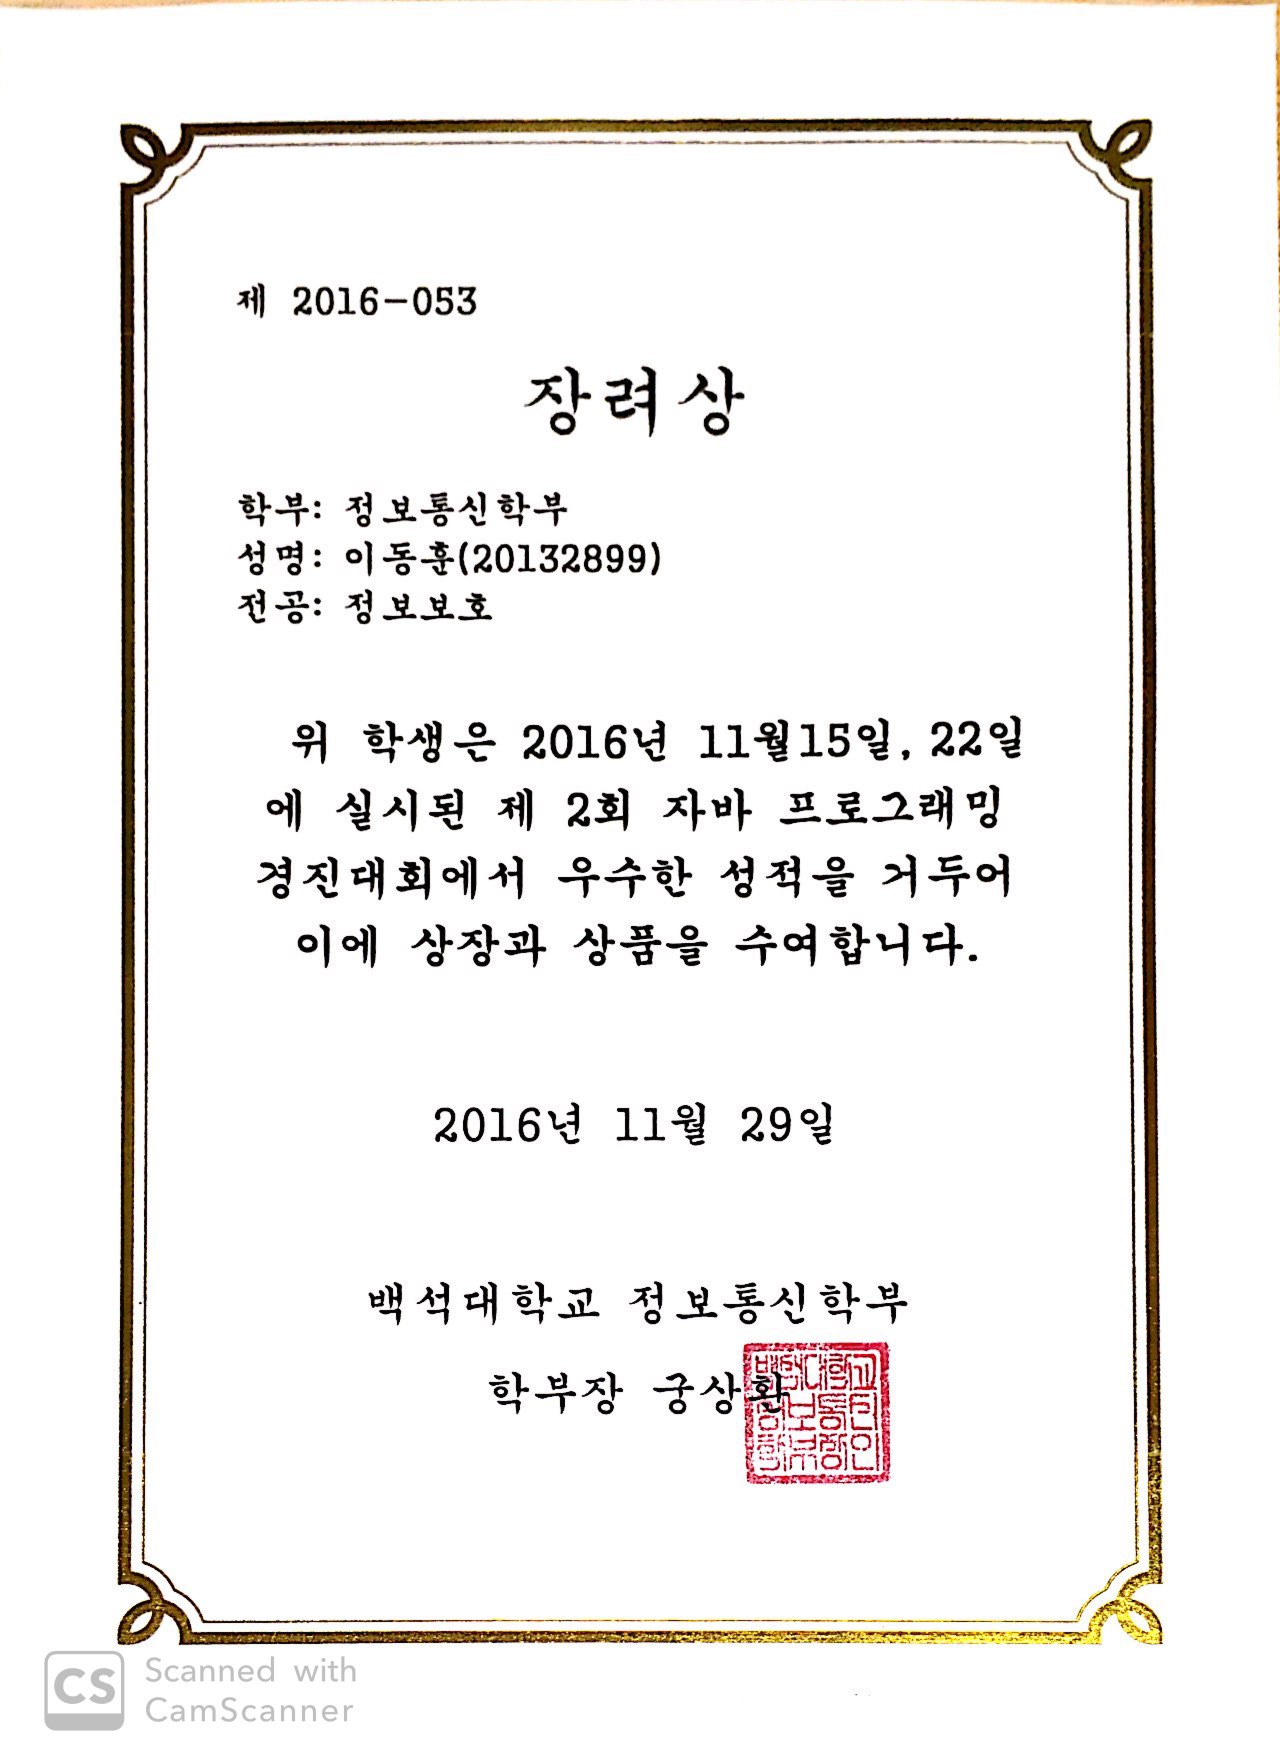 제 2016-053
장려상
학부: 정보통신학부
성명: 이동훈(20132899)
전공: 정보보호
위 학생은 2016년 11월15일, 22일
에 실시된 제 2회 자바 프로그래밍
경진대회에서 우수한 성적을 거두어
이에 상장과 상품을 수여합니다.
2016년 11월 29일
백석대학교 정보통신학부
학부장 궁상환
백석대학교
정보통신
학부장인
CS Scanned with
CamScanner